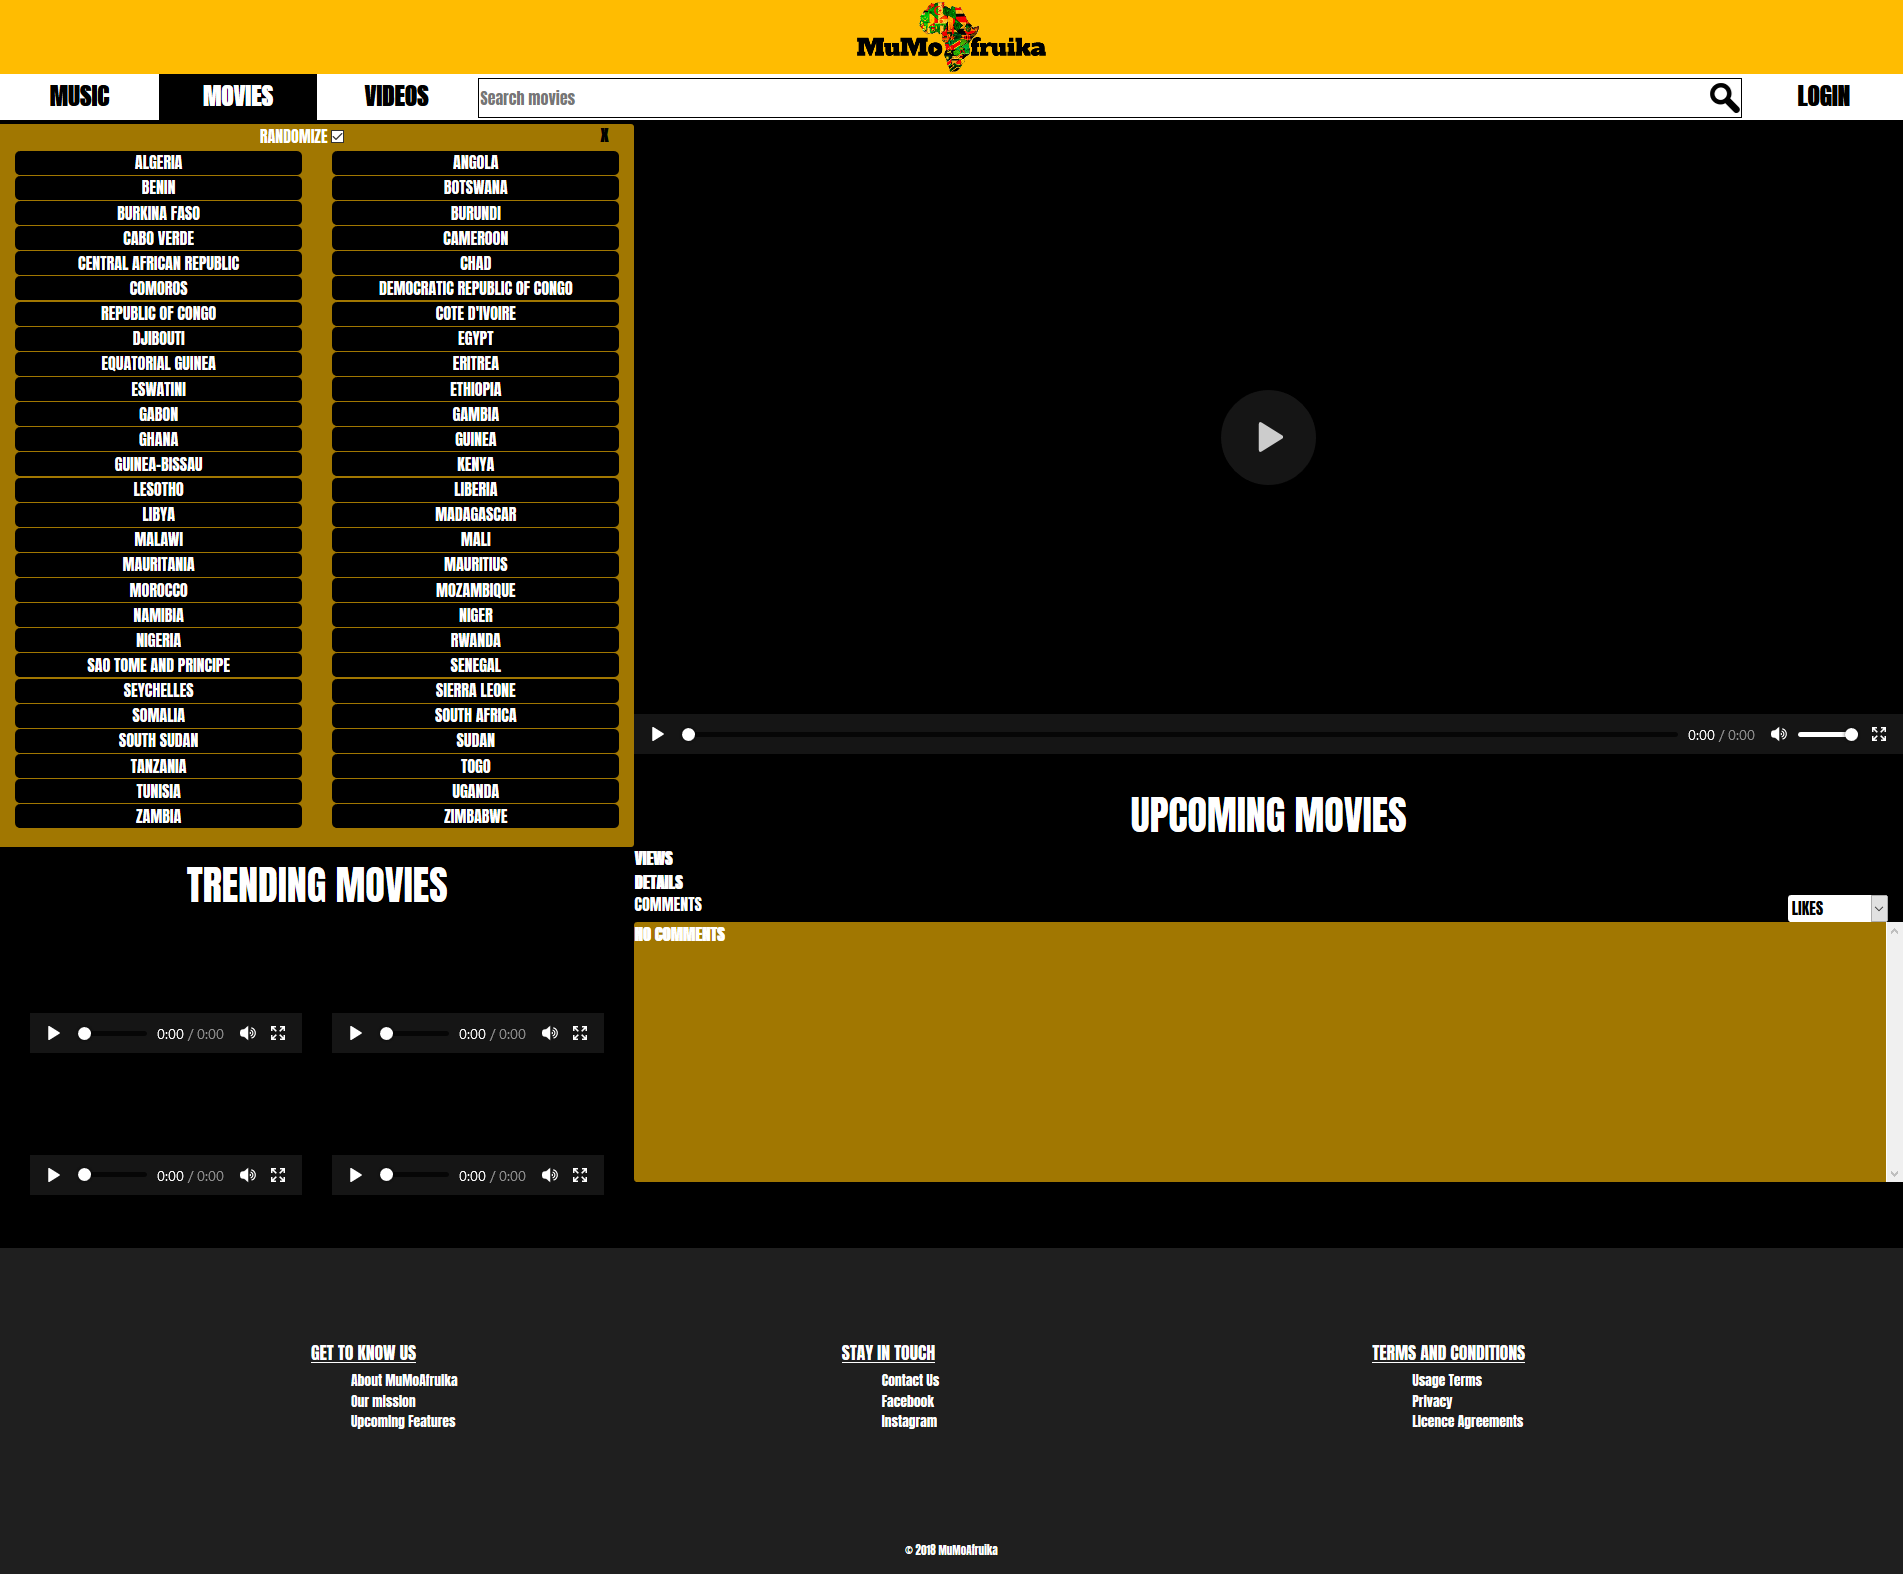 MuMoAfruika
MUSIC MOVIES VIDEOS Search movies LOGIN
RANDOMIZE X
ALGERIA ANGOLA
BENIN BOTSWANA
BURKINA FASO BURUNDI
CABO VERDE CAMEROON
CENTRAL AFRICAN REPUBLIC CHAD
COMOROS DEMOCRATIC REPUBLIC OF CONGO
REPUBLIC OF CONGO COTE D'IVOIRE
DJIBOUTI EGYPT
EQUATORIAL GUINEA ERITREA
ESWATINI ETHIOPIA
GABON GAMBIA
GHANA GUINEA
GUINEA-BISSAU KENYA
LESOTHO LIBERIA
LIBYA MADAGASCAR
MALAWI MALI
MAURITANIA MAURITIUS
MOROCCO MOZAMBIQUE
NAMIBIA NIGER
NIGERIA RWANDA
SAO TOME AND PRINCIPE SENEGAL
SEYCHELLES SIERRA LEONE
SOMALIA SOUTH AFRICA
SOUTH SUDAN SUDAN
TANZANIA TOGO
TUNISIA UGANDA
ZAMBIA ZIMBABWE
TRENDING MOVIES
0:00 / 0:00 0:00 / 0:00
0:00 / 0:00 0:00 / 0:00
0:00 / 0:00
UPCOMING MOVIES
VIEWS
DETAILS
COMMENTS LIKES
NO COMMENTS
GET TO KNOW US
About MuMoAfruika
Our mission
Upcoming Features
STAY IN TOUCH
Contact Us
Facebook
Instagram
TERMS AND CONDITIONS
Usage Terms
Privacy
Licence Agreements
© 2018 MuMoAfruika